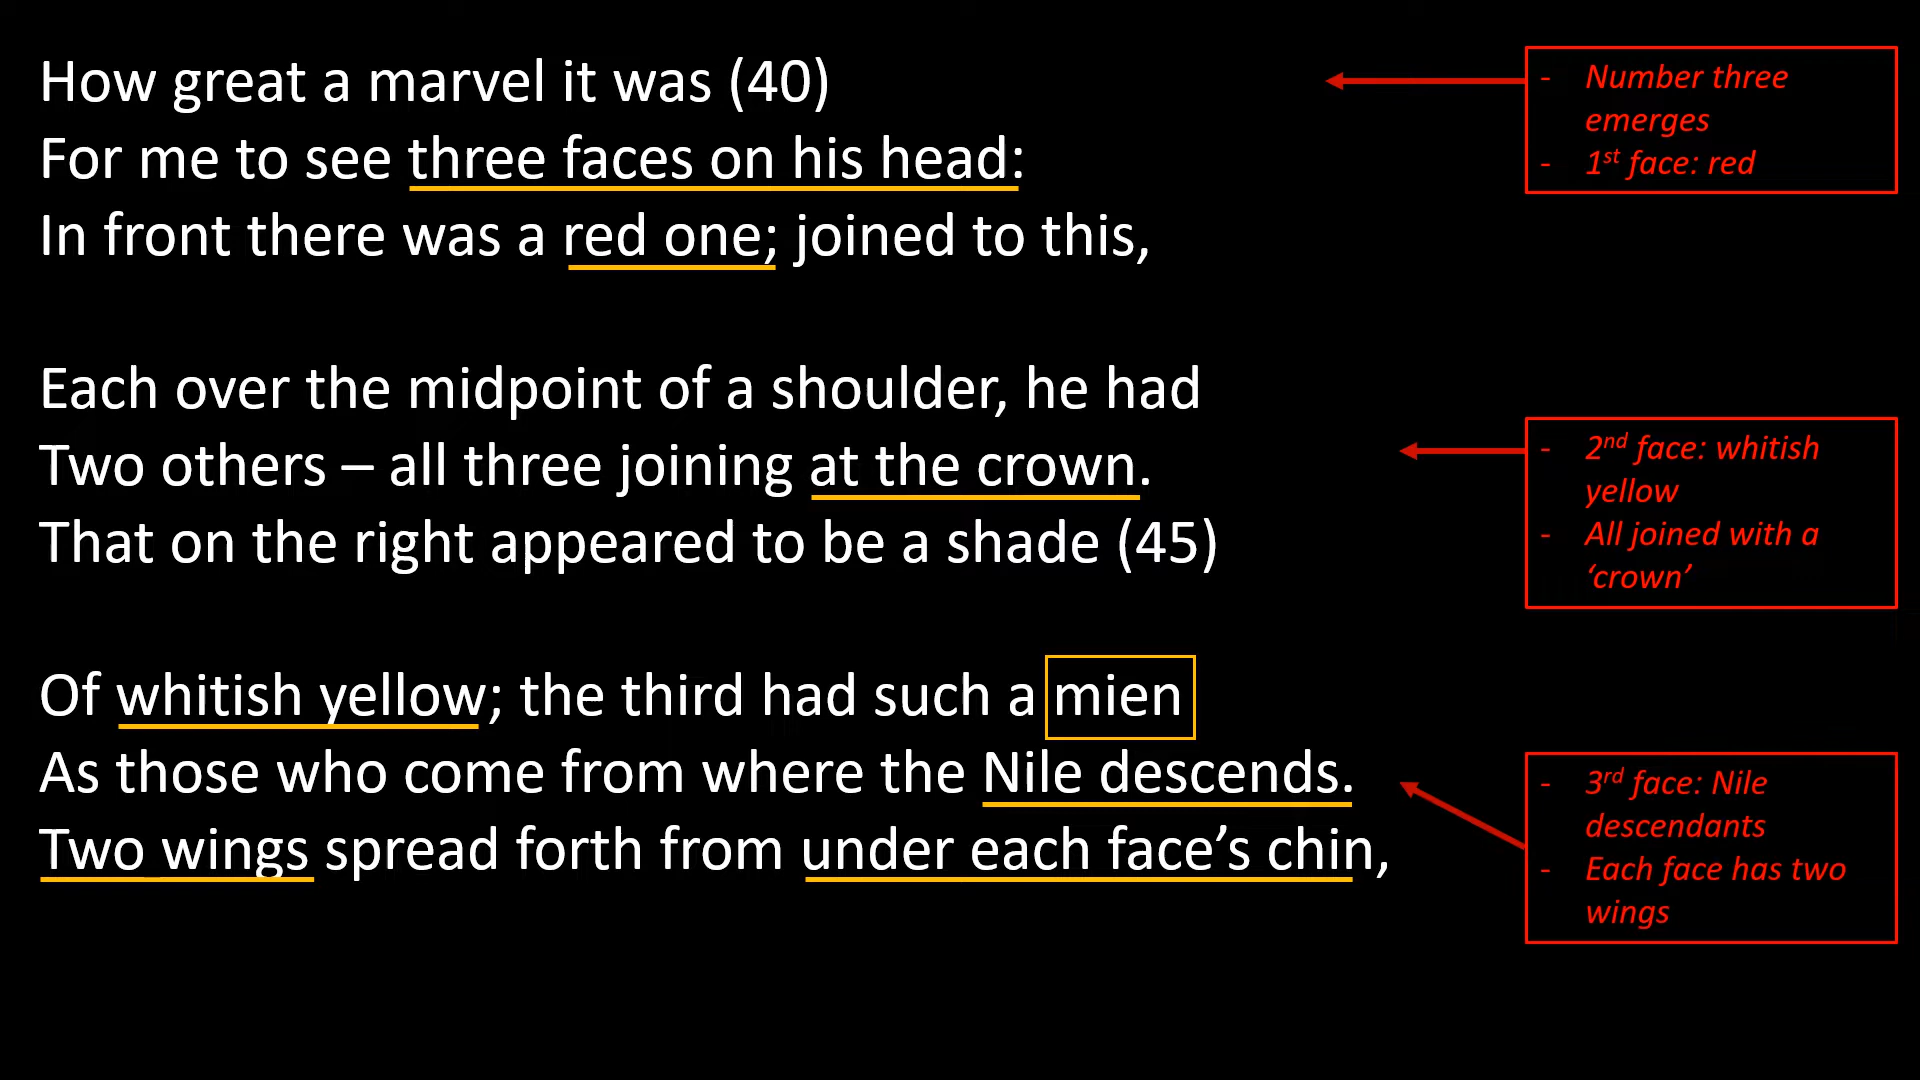 How great a marvel it was (40)
For me to see three faces on his head:
In front there was a red one; joined to this,
Each over the midpoint of a shoulder, he had
Two others – all three joining at the crown.
That on the right appeared to be a shade (45)
Of whitish yellow; the third had such a mien
As those who come from where the Nile descends.
Two wings spread forth from under each face’s chin,
- Number three
emerges
- 1st face: red
- 2nd face: whitish
yellow
- All joined with a
‘crown’
- 3rd face: Nile
descendants
- Each face has two
wings